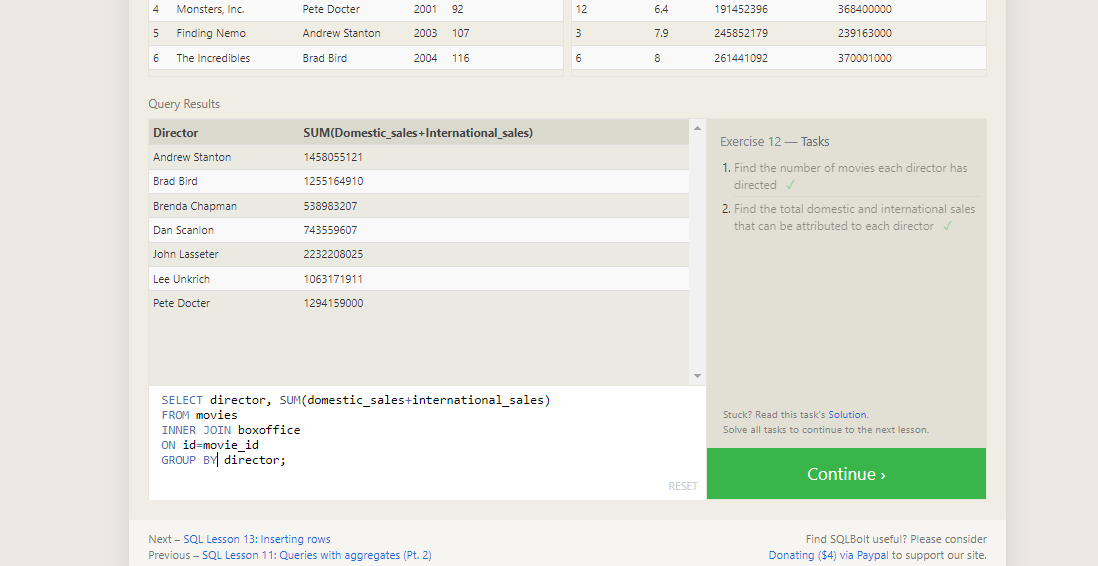 4 Monsters, Inc. Pete Docter 2001 92 12 6.4 191452396 368400000
5 Finding Nemo Andrew Stanton 2003 107 3 7.9 245852179 239163000
6 The Incredibles Brad Bird 2004 116 6 8 261441092 370001000
Query Results
Director SUM(Domestic_sales+International_sales)
Andrew Stanton 1458055121
Brad Bird 1255164910
Brenda Chapman 538983207
Dan Scanlon 743559607
John Lasseter 2232208025
Lee Unkrich 1063171911
Pete Docter 1294159000
SELECT director, SUM(domestic_sales+international_sales)
FROM movies
INNER JOIN boxoffice
ON id=movie_id
GROUP BY director;
RESET
Exercise 12 — Tasks
1. Find the number of movies each director has
directed ✓
2. Find the total domestic and international sales
that can be attributed to each director ✓
Stuck? Read this task's Solution.
Solve all tasks to continue to the next lesson.
Continue ›
Next – SQL Lesson 13: Inserting rows
Previous – SQL Lesson 11: Queries with aggregates (Pt. 2)
Find SQLBolt useful? Please consider
Donating ($4) via Paypal to support our site.